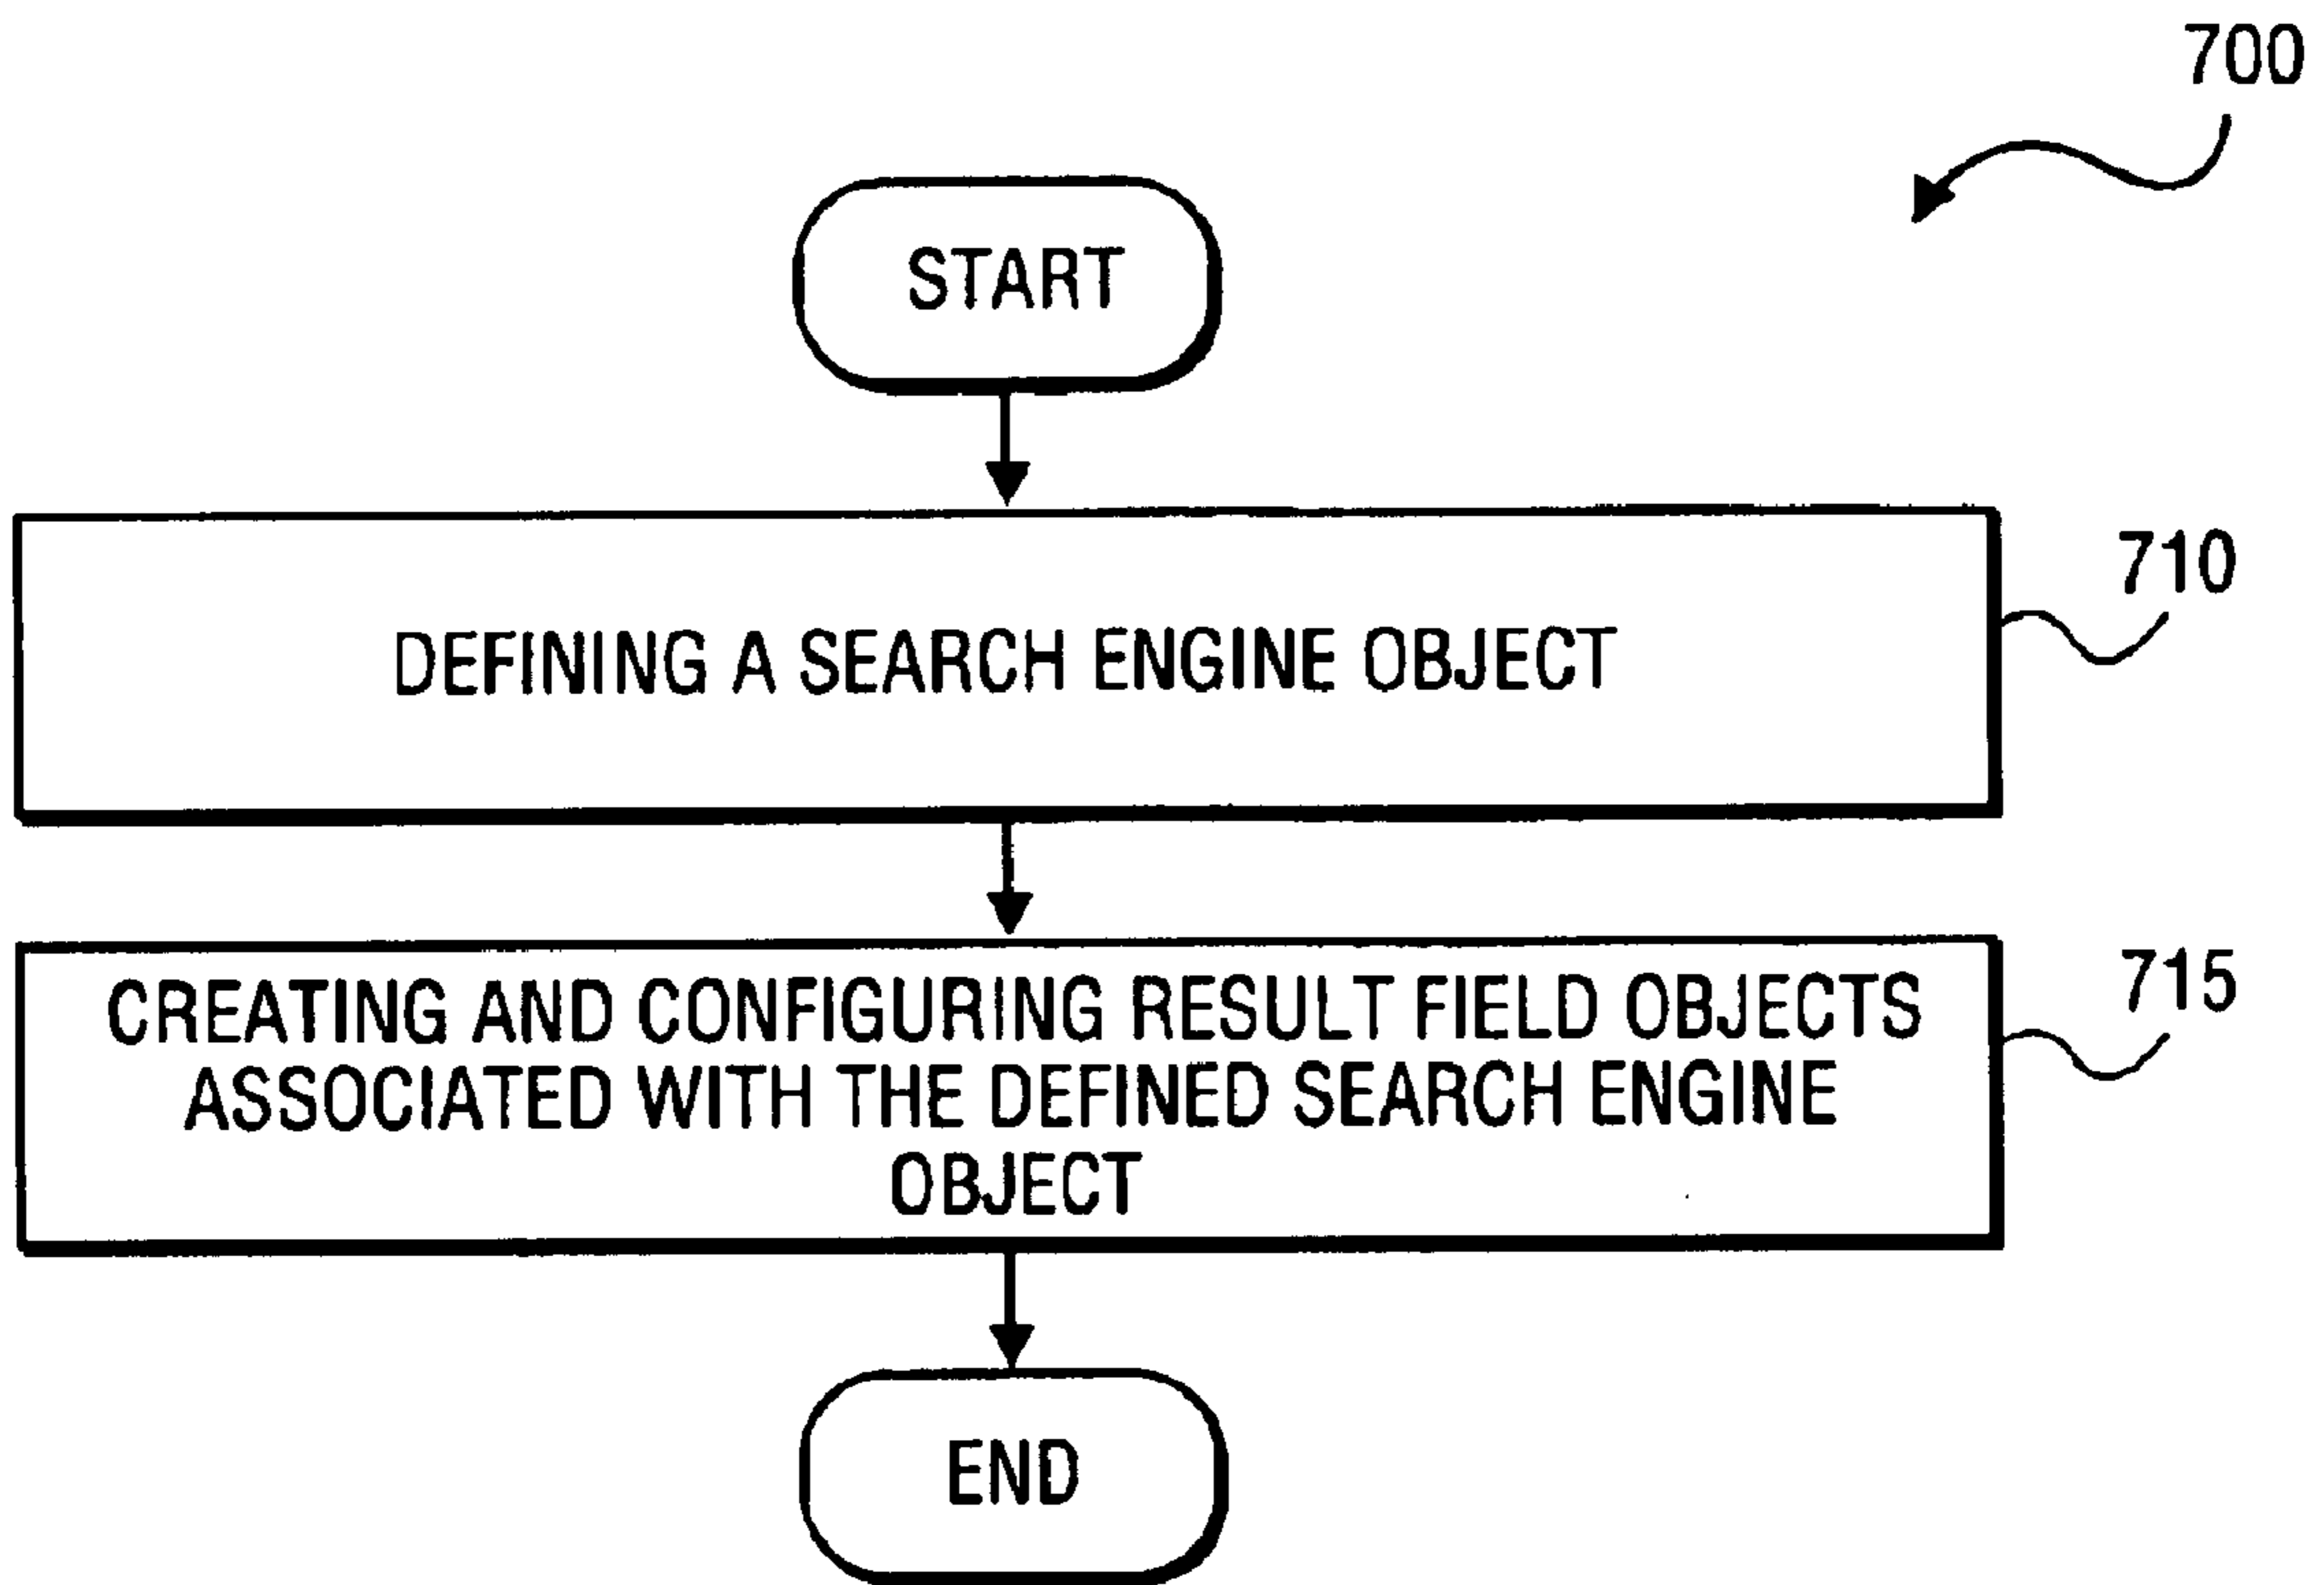 700
START
DEFINING A SEARCH ENGINE OBJECT
710
CREATING AND CONFIGURING RESULT FIELD OBJECTS
ASSOCIATED WITH THE DEFINED SEARCH ENGINE
OBJECT
715
END